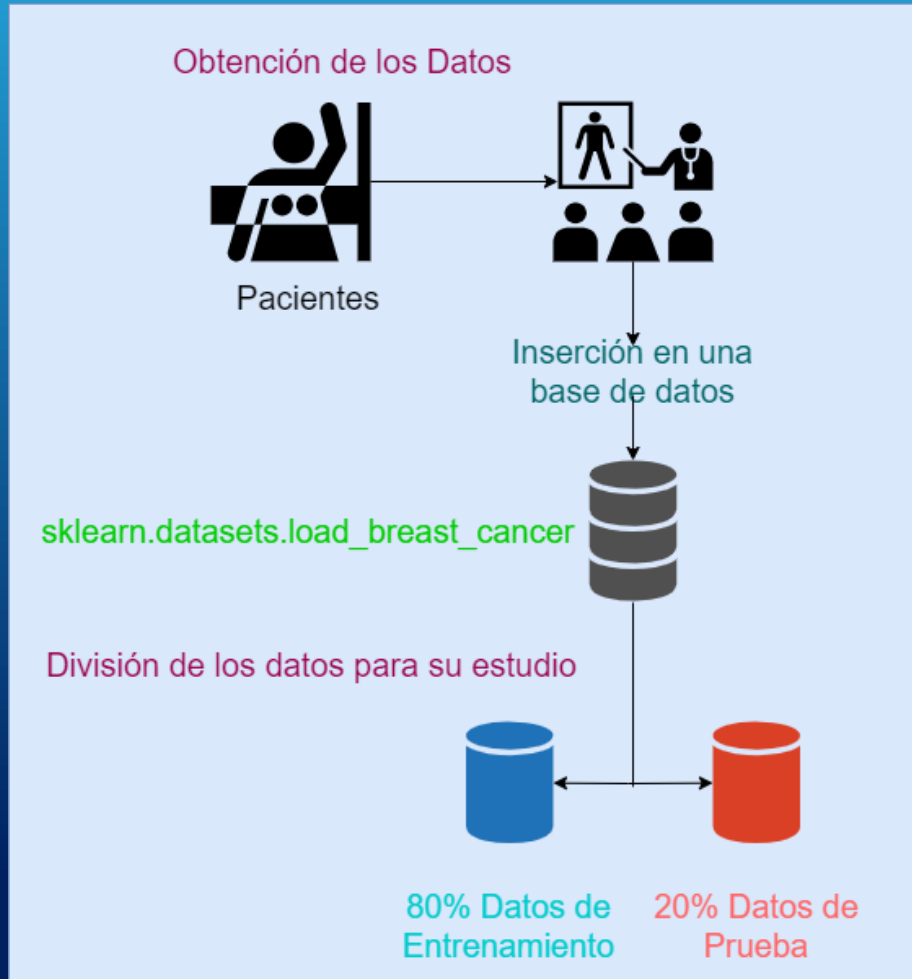 Obtención de los Datos
Pacientes
Inserción en una
base de datos
sklearn.datasets.load_breast_cancer
División de los datos para su estudio
80% Datos de
Entrenamiento
20% Datos de
Prueba